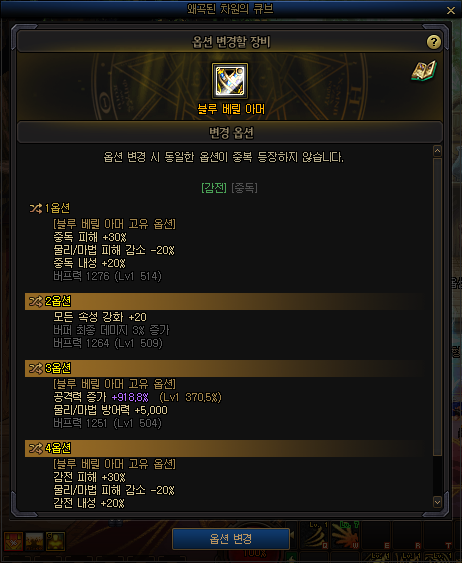 왜곡된 차원의 큐브
옵션 변경할 장비
?
블루 베릴 아머
변경 옵션
옵션 변경 시 동일한 옵션이 중복 등장하지 않습니다.
[감전] [중독]
1옵션
[블루 베릴 아머 고유 옵션]
중독 피해 +30%
물리/마법 피해 감소 -20%
중독 내성 +20%
버프력 1276 (Lv1 514)
2옵션
모든 속성 강화 +20
버퍼 최종 데미지 3% 증가
버프력 1264 (Lv1 509)
3옵션
[블루 베릴 아머 고유 옵션]
공격력 증가 +918.8% (Lv1 370.5%)
물리/마법 방어력 +5,000
버프력 1251 (Lv1 504)
4옵션
[블루 베릴 아머 고유 옵션]
감전 피해 +30%
물리/마법 피해 감소 -20%
감전 내성 +20%
옵션 변경
100%
Q W E R T